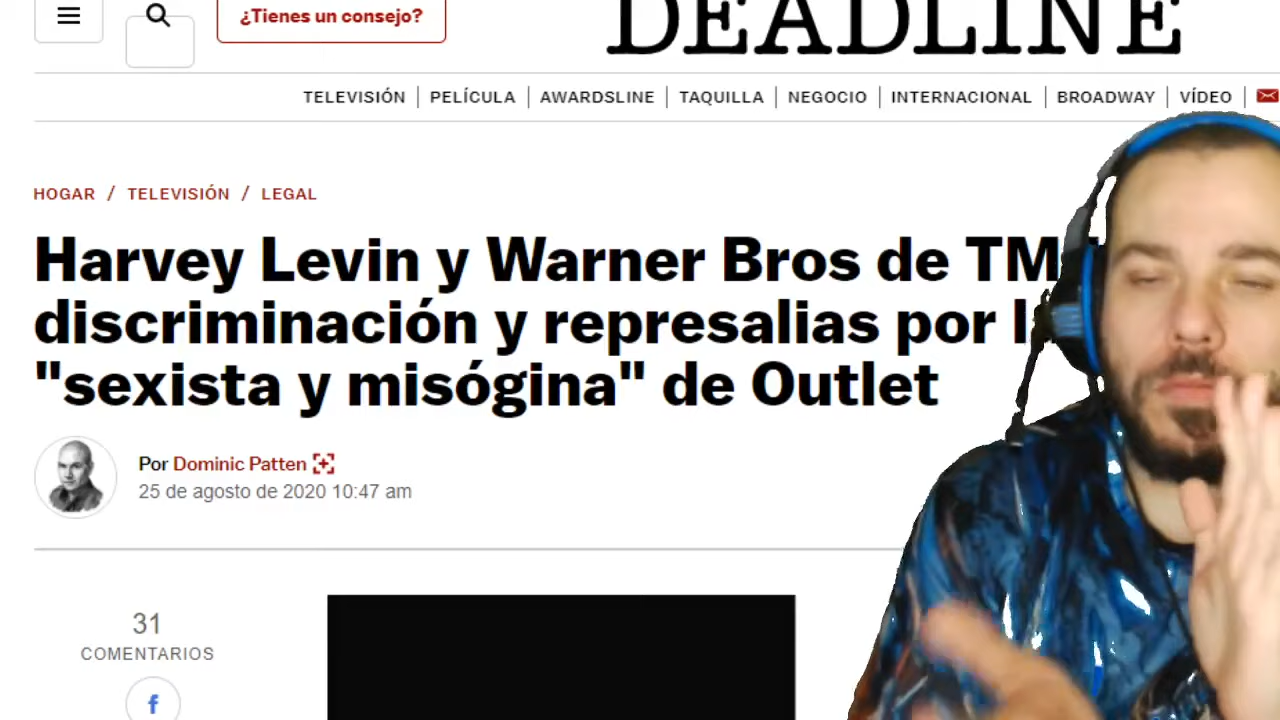 ¿Tienes un consejo?
DEADLINE
TELEVISIÓN | PELÍCULA | AWARDSLINE | TAQUILLA | NEGOCIO | INTERNACIONAL | BROADWAY | VÍDEO |
HOGAR / TELEVISIÓN / LEGAL
Harvey Levin y Warner Bros de
discriminación y represalias por
"sexista y misógina" de Outlet
Por Dominic Patten
25 de agosto de 2020 10:47 am
31
COMENTARIOS
f